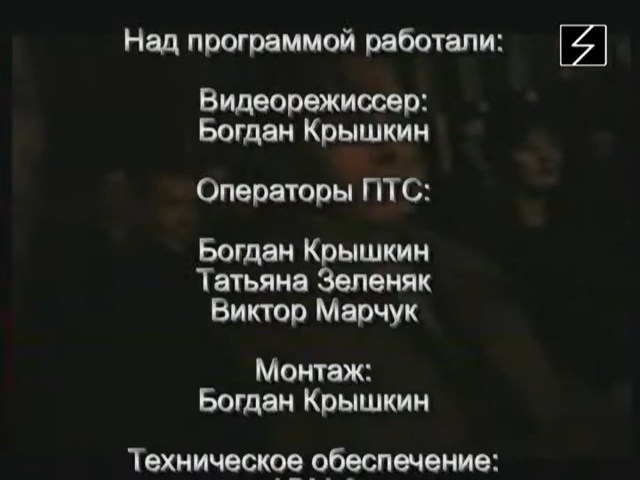 Над программой работали:
Видеорежиссер:
Богдан Крышкин
Операторы ПТС:
Богдан Крышкин
Татьяна Зеленяк
Виктор Марчук
Монтаж:
Богдан Крышкин
Техническое обеспечение: